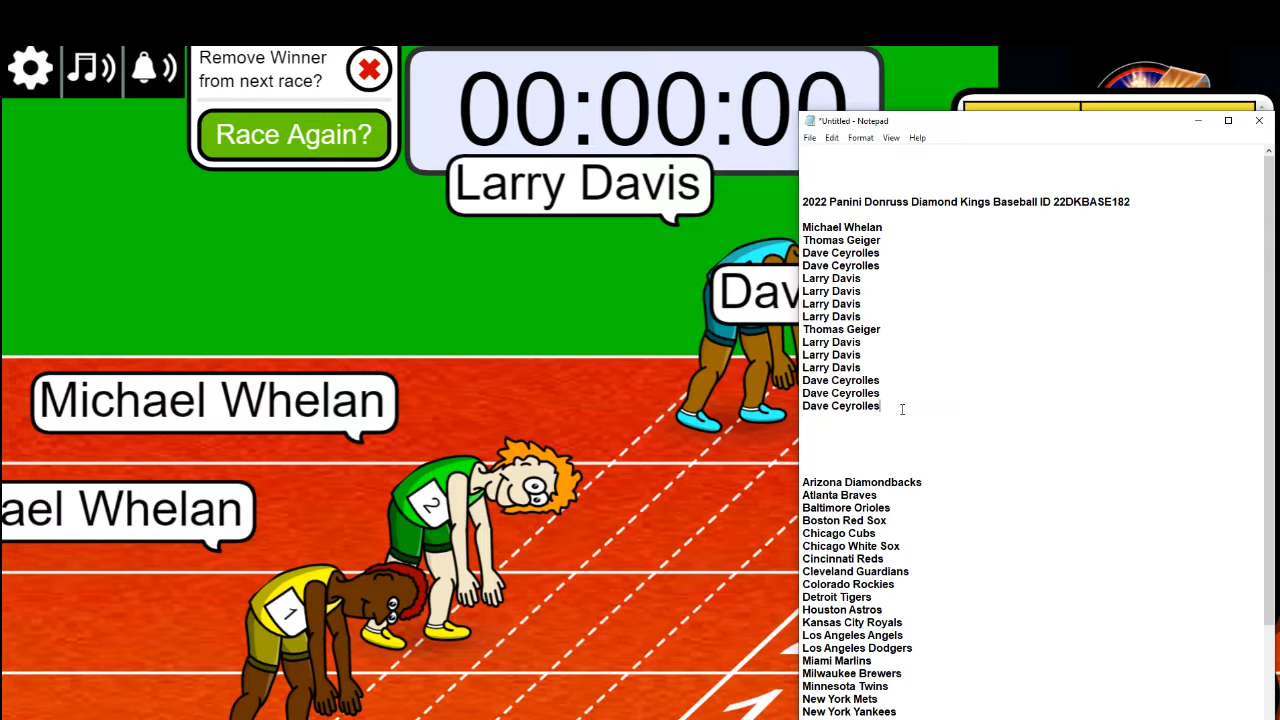 Remove Winner
from next race?
Race Again?
00:00:00
Larry Davis
Dav
Michael Whelan
ael Whelan
2
1
*Untitled - Notepad
File Edit Format View Help
2022 Panini Donruss Diamond Kings Baseball ID 22DKBASE182
Michael Whelan
Thomas Geiger
Dave Ceyrolles
Dave Ceyrolles
Larry Davis
Larry Davis
Larry Davis
Larry Davis
Thomas Geiger
Larry Davis
Larry Davis
Larry Davis
Dave Ceyrolles
Dave Ceyrolles
Dave Ceyrolles
Arizona Diamondbacks
Atlanta Braves
Baltimore Orioles
Boston Red Sox
Chicago Cubs
Chicago White Sox
Cincinnati Reds
Cleveland Guardians
Colorado Rockies
Detroit Tigers
Houston Astros
Kansas City Royals
Los Angeles Angels
Los Angeles Dodgers
Miami Marlins
Milwaukee Brewers
Minnesota Twins
New York Mets
New York Yankees